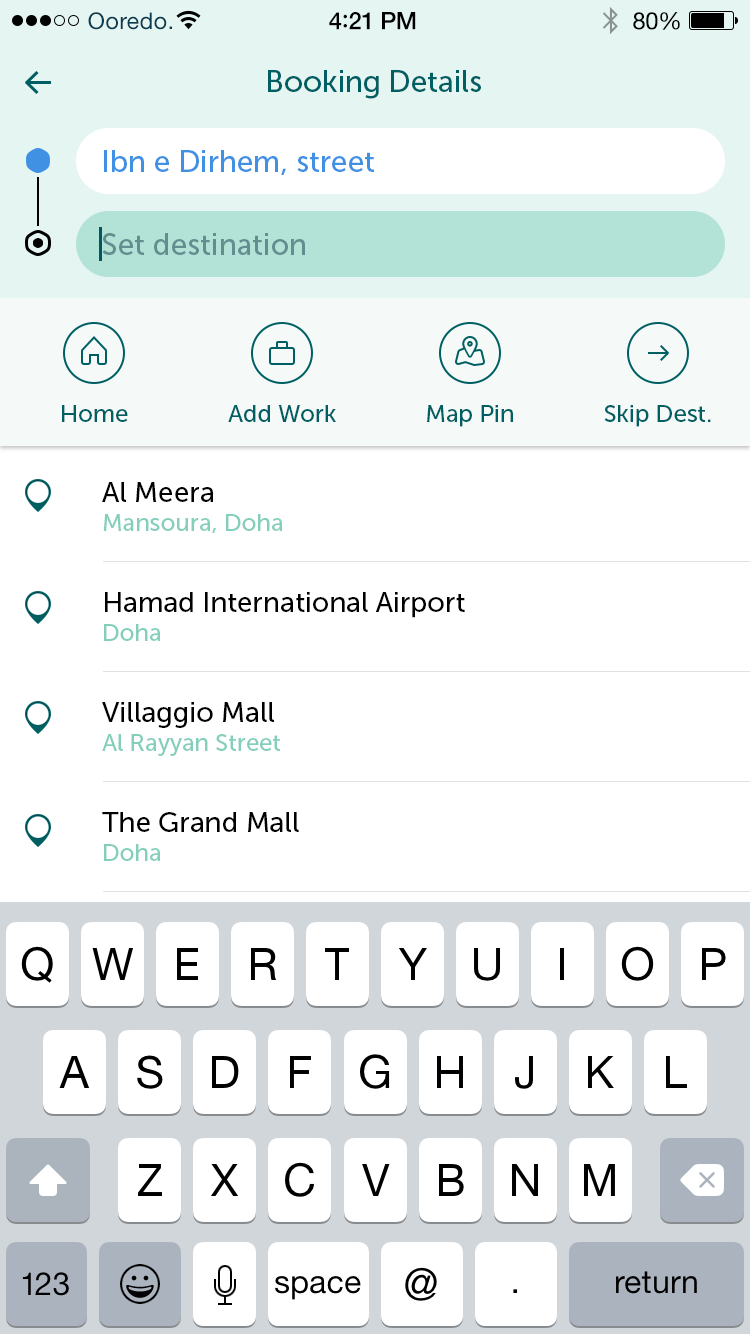 Ooredo. 4:21 PM 80%
Booking Details
Ibn e Dirhem, street
Set destination
Home Add Work Map Pin Skip Dest.
Al Meera
Mansoura, Doha
Hamad International Airport
Doha
Villaggio Mall
Al Rayyan Street
The Grand Mall
Doha
Q W E R T Y U I O P
A S D F G H J K L
Z X C V B N M
123 space @ . return